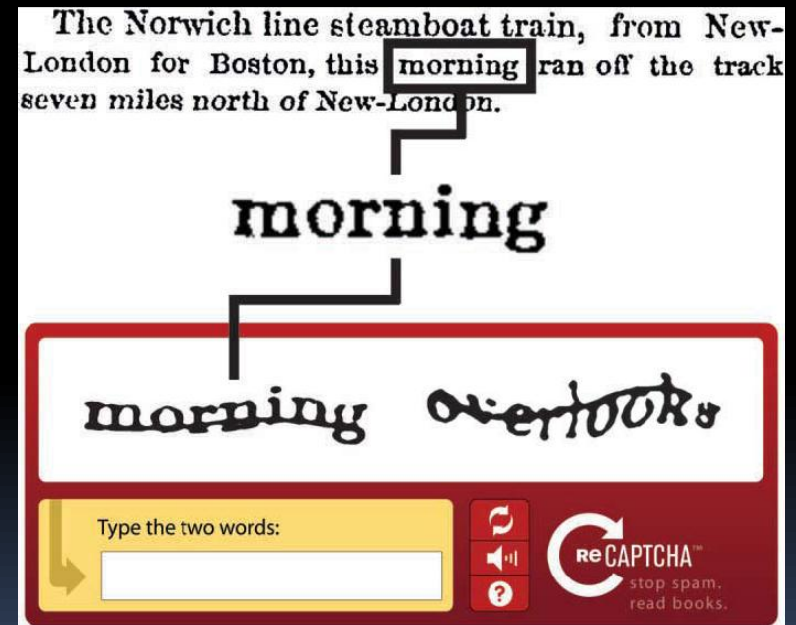 The Norwich line steamboat train, from New-
London for Boston, this morning ran off the track
seven miles north of New-London.
morning
morning overlooks
Type the two words:
ReCAPTCHA™
stop spam.
read books.